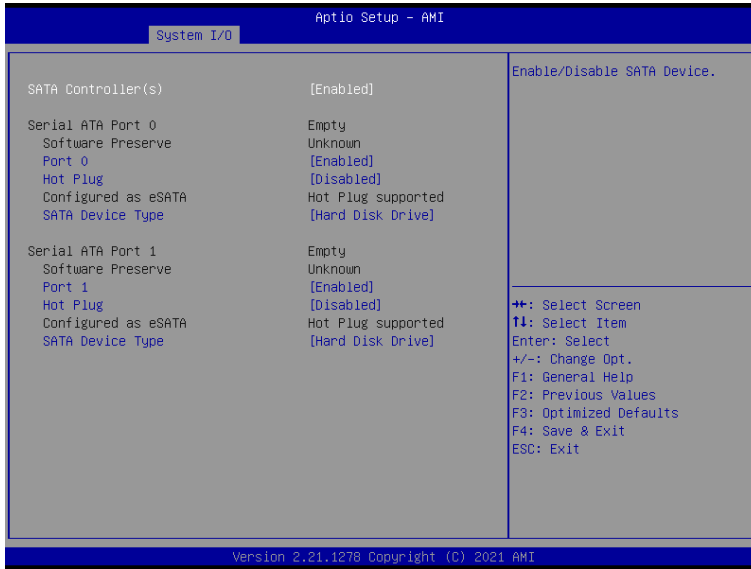 Aptio Setup – AMI
System I/O
SATA Controller(s) [Enabled]
Serial ATA Port 0 Empty
Software Preserve Unknown
Port 0 [Enabled]
Hot Plug [Disabled]
Configured as eSATA Hot Plug supported
SATA Device Type [Hard Disk Drive]
Serial ATA Port 1 Empty
Software Preserve Unknown
Port 1 [Enabled]
Hot Plug [Disabled]
Configured as eSATA Hot Plug supported
SATA Device Type [Hard Disk Drive]
Enable/Disable SATA Device.
→←: Select Screen
↑↓: Select Item
Enter: Select
+/-: Change Opt.
F1: General Help
F2: Previous Values
F3: Optimized Defaults
F4: Save & Exit
ESC: Exit
Version 2.21.1278 Copyright (C) 2021 AMI